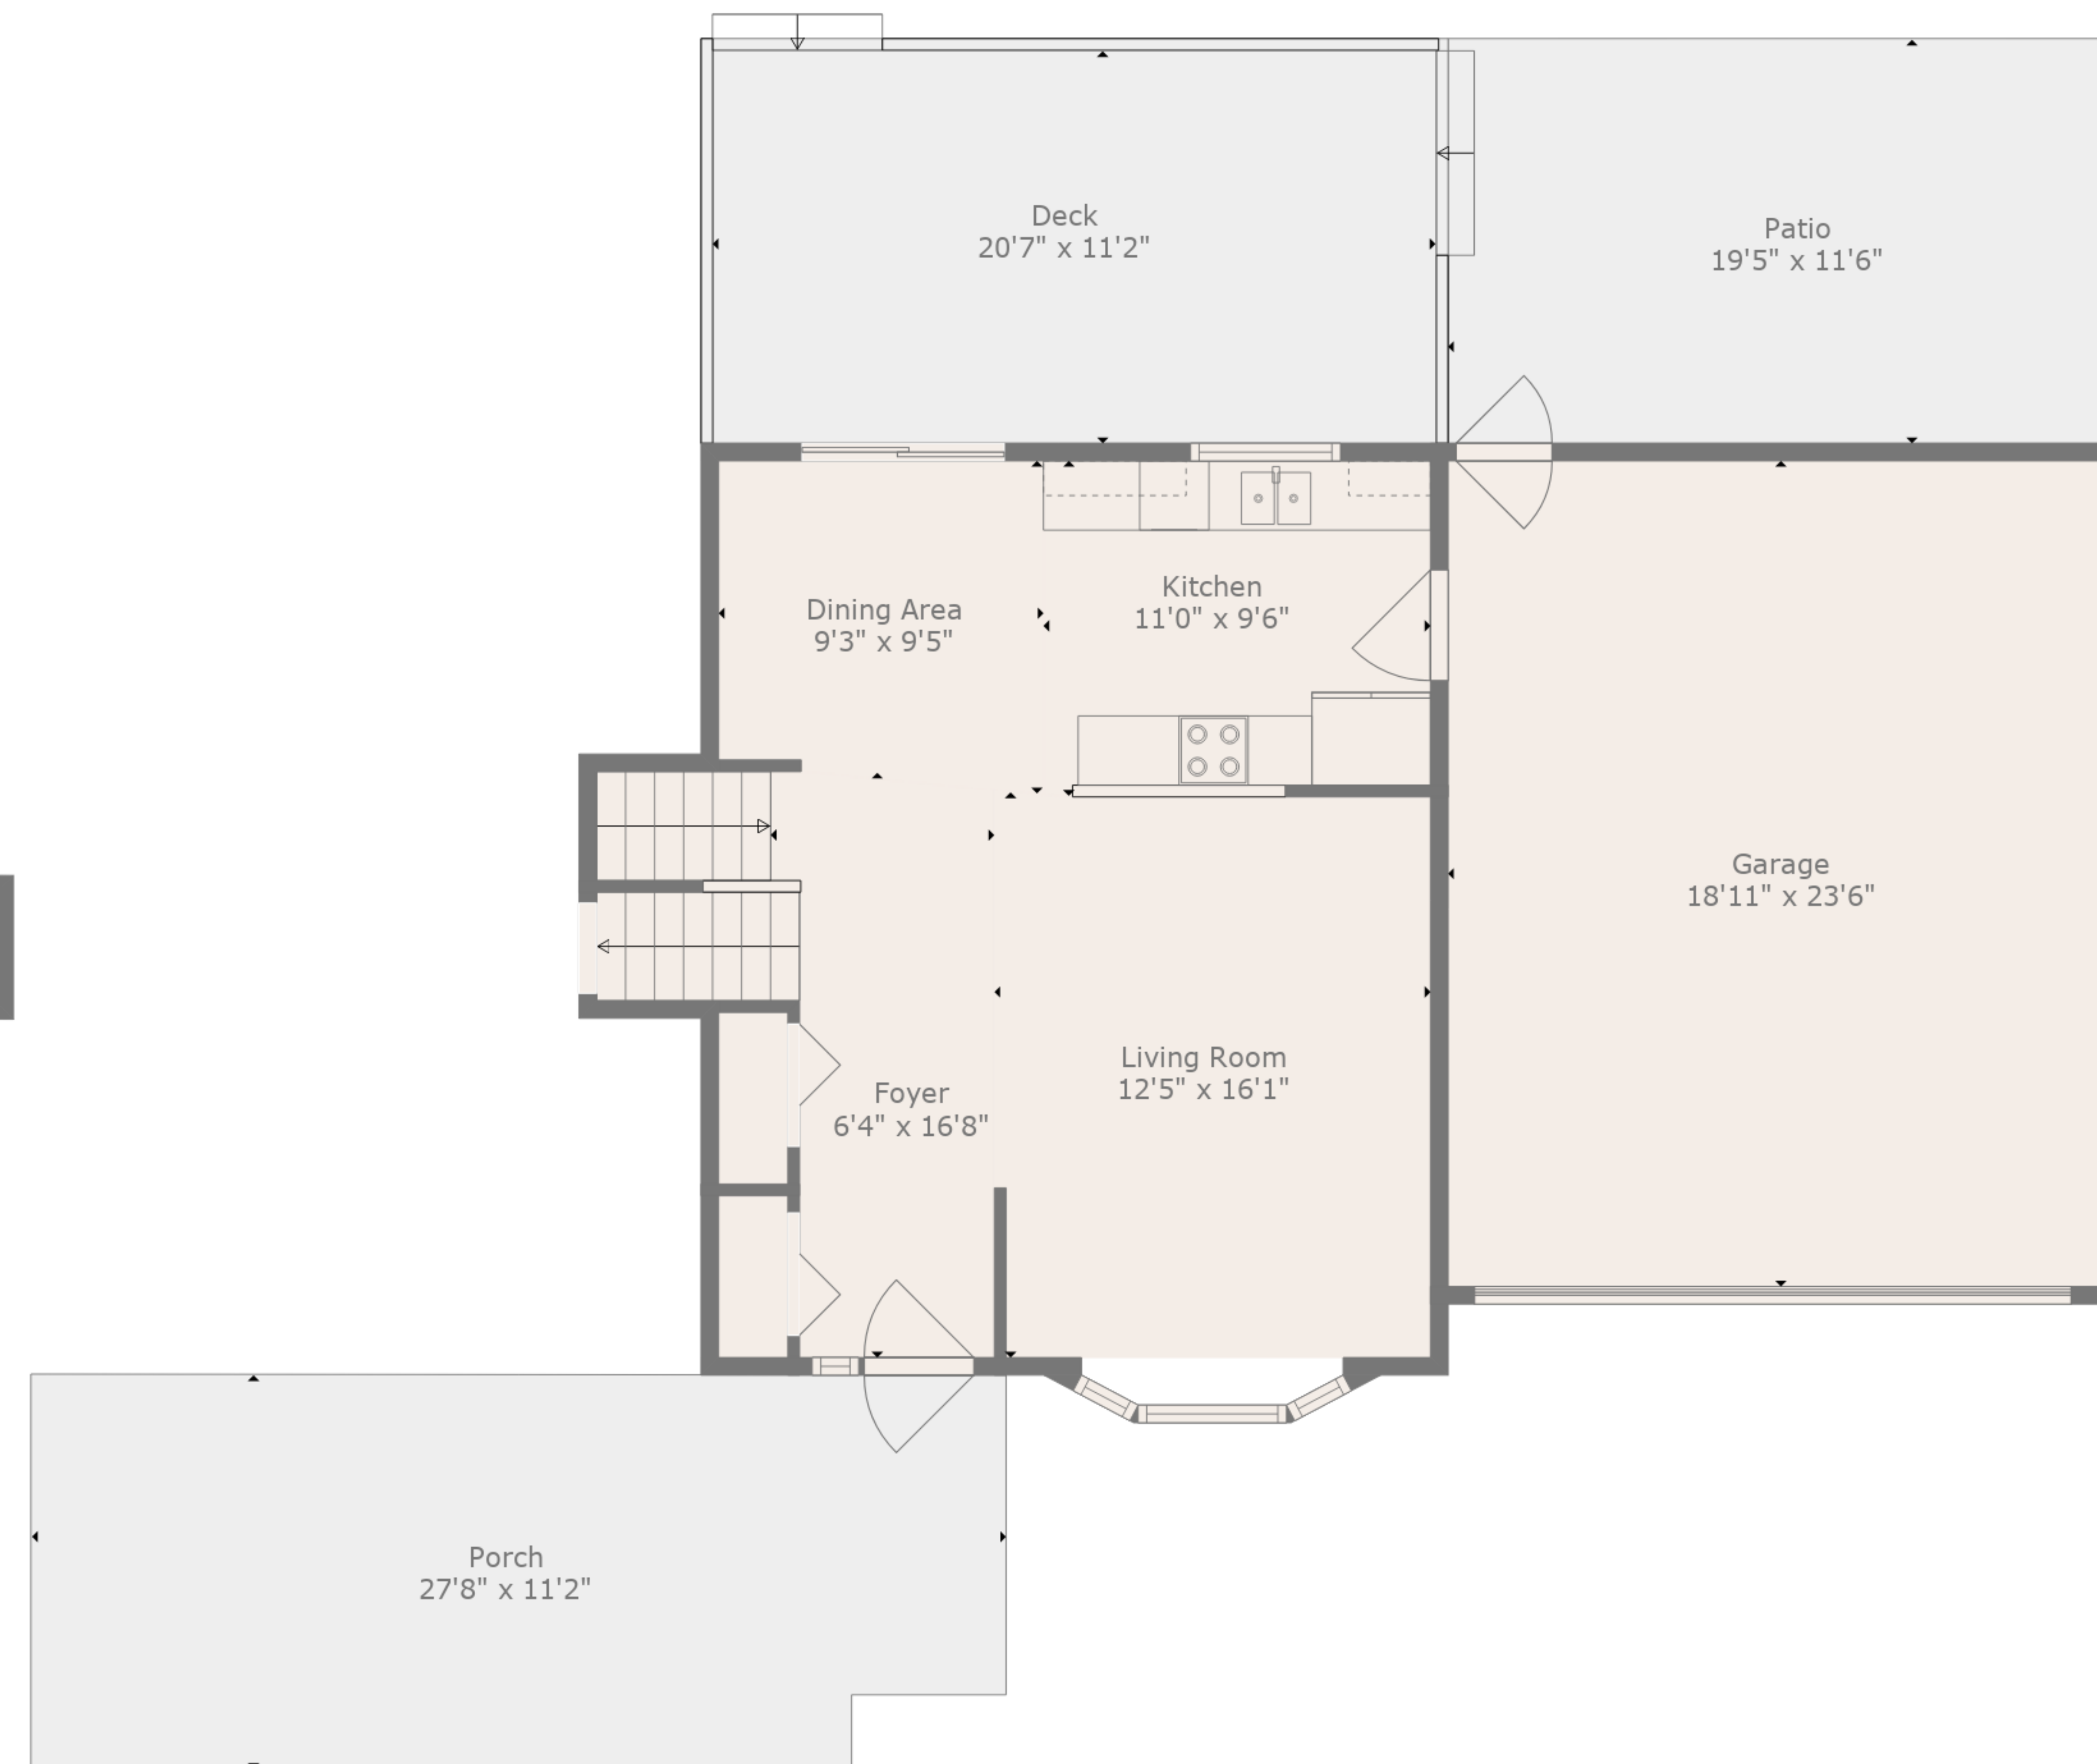 Deck
20'7" x 11'2"
Patio
19'5" x 11'6"
Kitchen
11'0" x 9'6"
Dining Area
9'3" x 9'5"
Garage
18'11" x 23'6"
Living Room
12'5" x 16'1"
Foyer
6'4" x 16'8"
Porch
27'8" x 11'2"